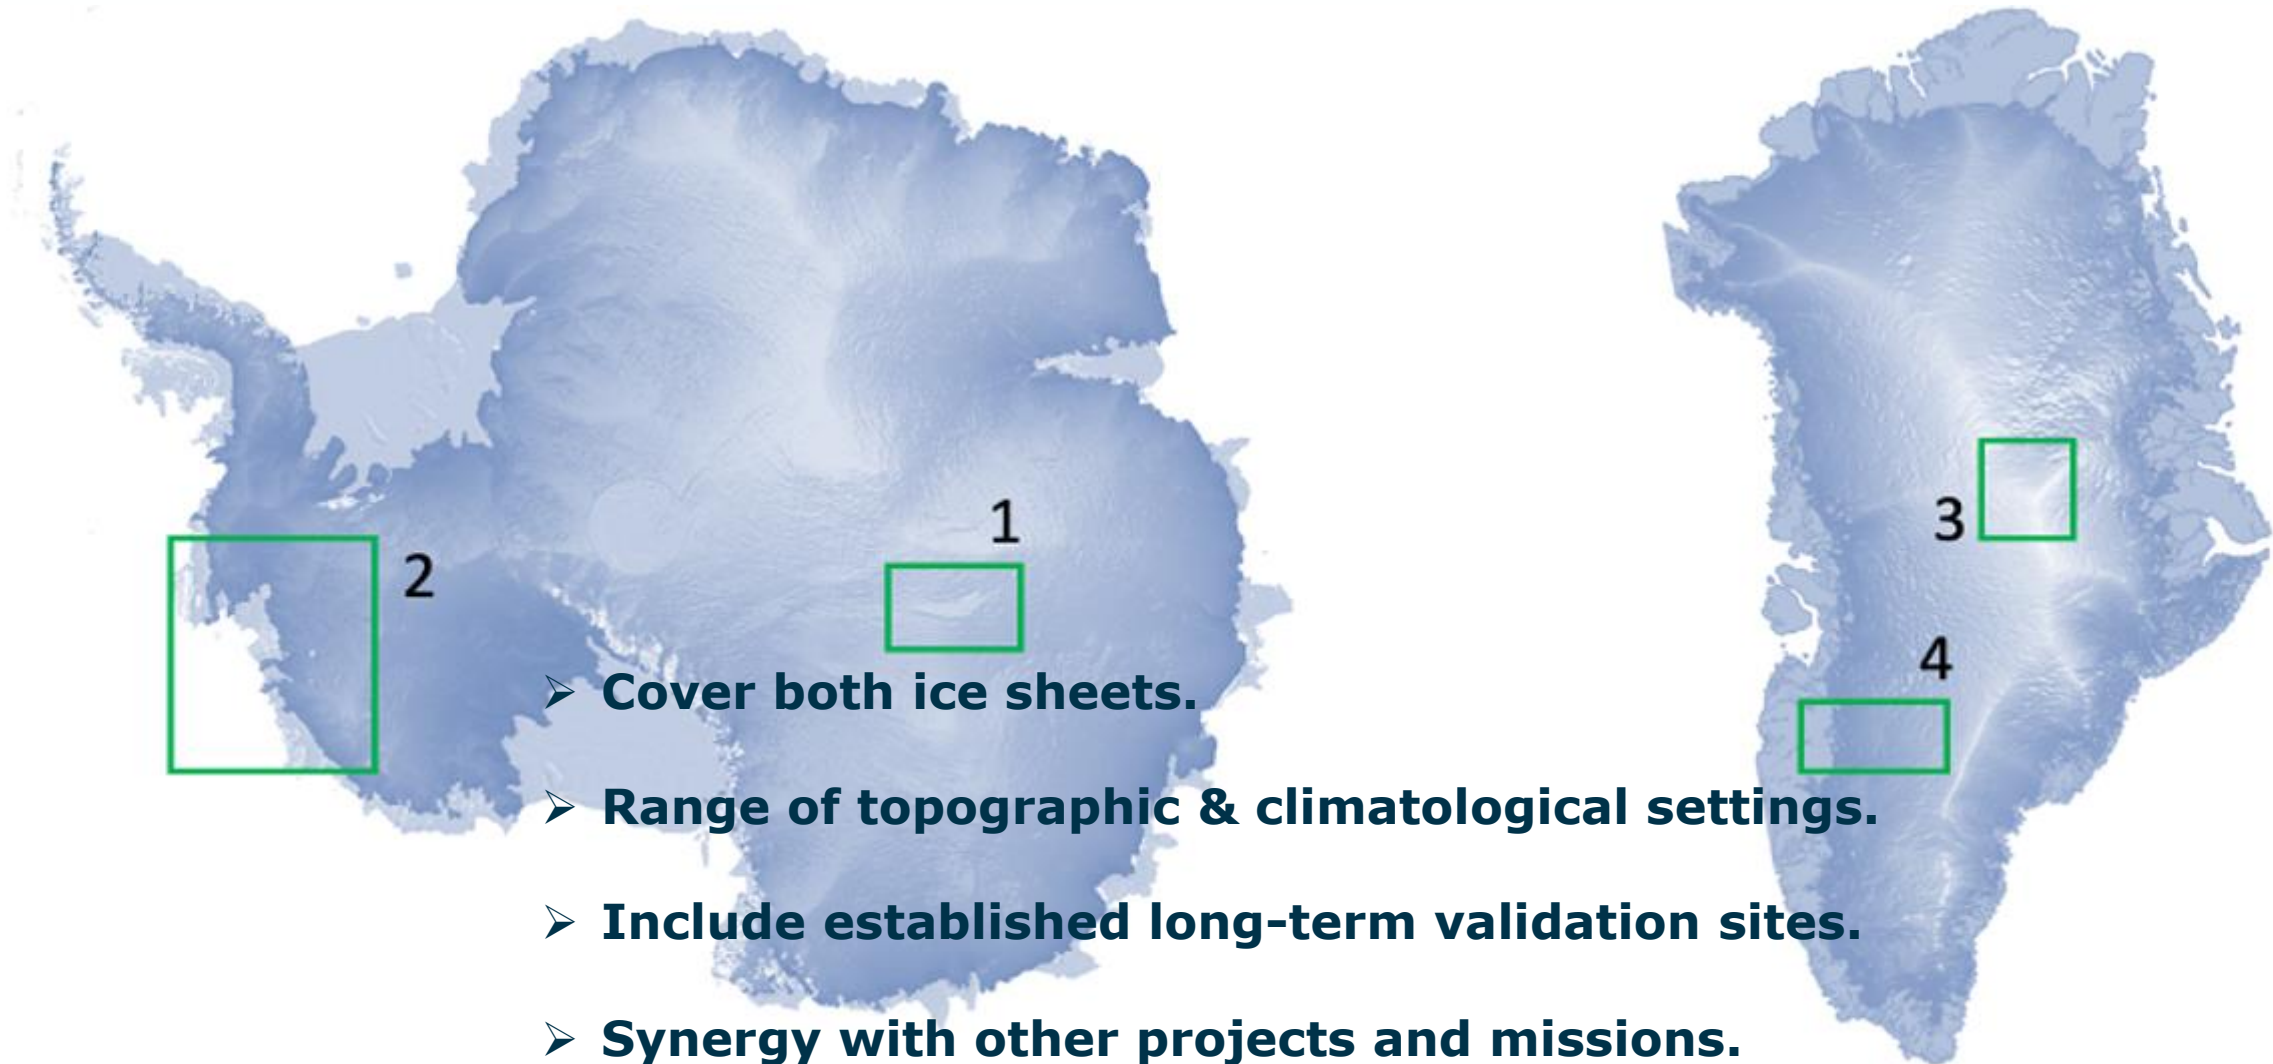 1
2
3
4
➢ Cover both ice sheets.
➢ Range of topographic & climatological settings.
➢ Include established long-term validation sites.
➢ Synergy with other projects and missions.